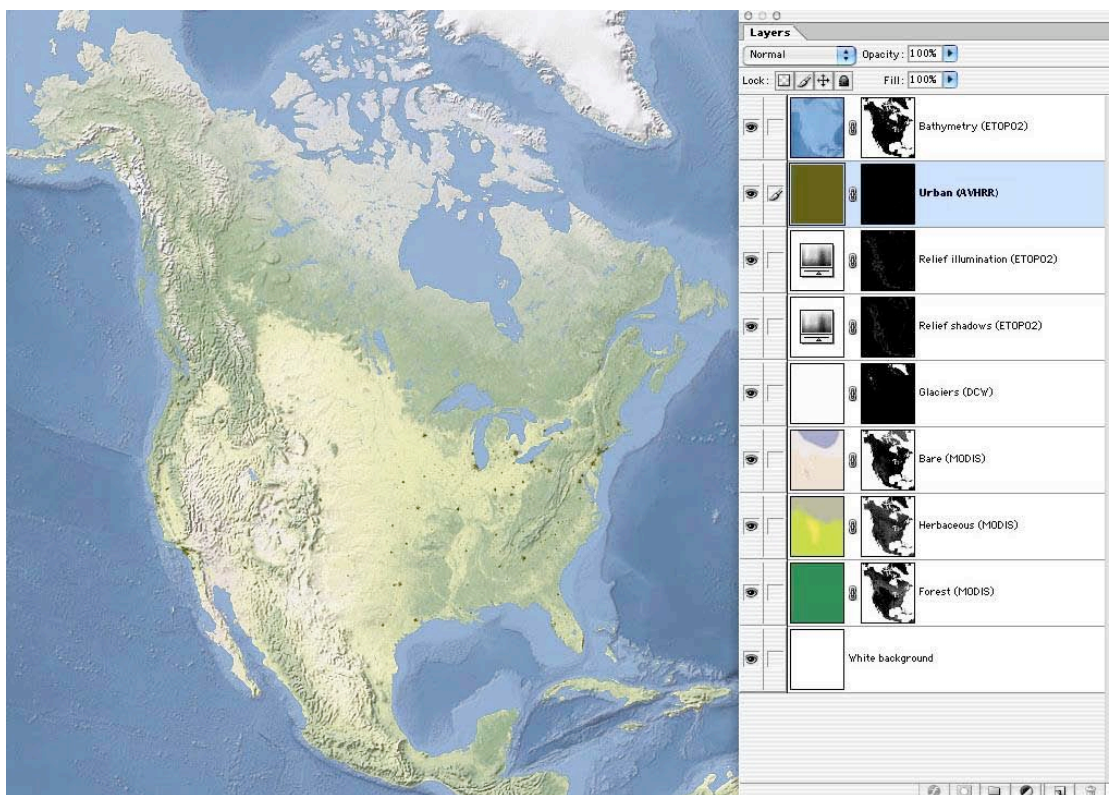 Layers
Normal Opacity: 100%
Lock: Fill: 100%
Bathymetry (ETOPO2)
Urban (AVHRR)
Relief illumination (ETOPO2)
Relief shadows (ETOPO2)
Glaciers (DCW)
Bare (MODIS)
Herbaceous (MODIS)
Forest (MODIS)
White background